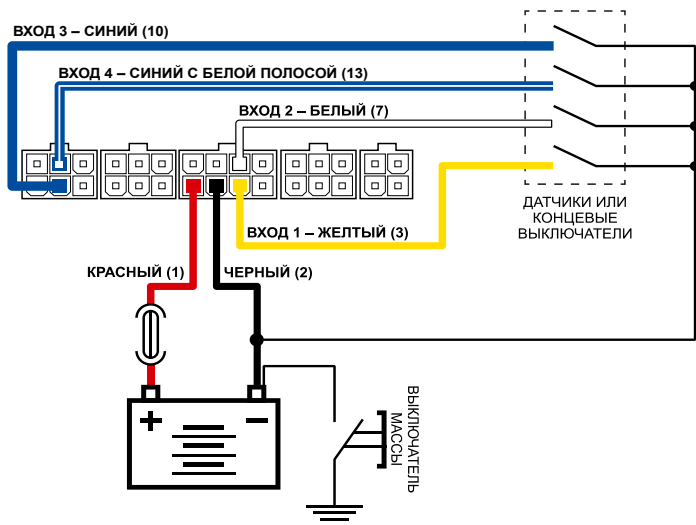 ВХОД 3 – СИНИЙ (10)
ВХОД 4 – СИНИЙ С БЕЛОЙ ПОЛОСОЙ (13)
ВХОД 2 – БЕЛЫЙ (7)
ДАТЧИКИ ИЛИ
КОНЦЕВЫЕ
ВЫКЛЮЧАТЕЛИ
ВХОД 1 – ЖЕЛТЫЙ (3)
КРАСНЫЙ (1)
ЧЕРНЫЙ (2)
+
–
ВЫКЛЮЧАТЕЛЬ
МАССЫ